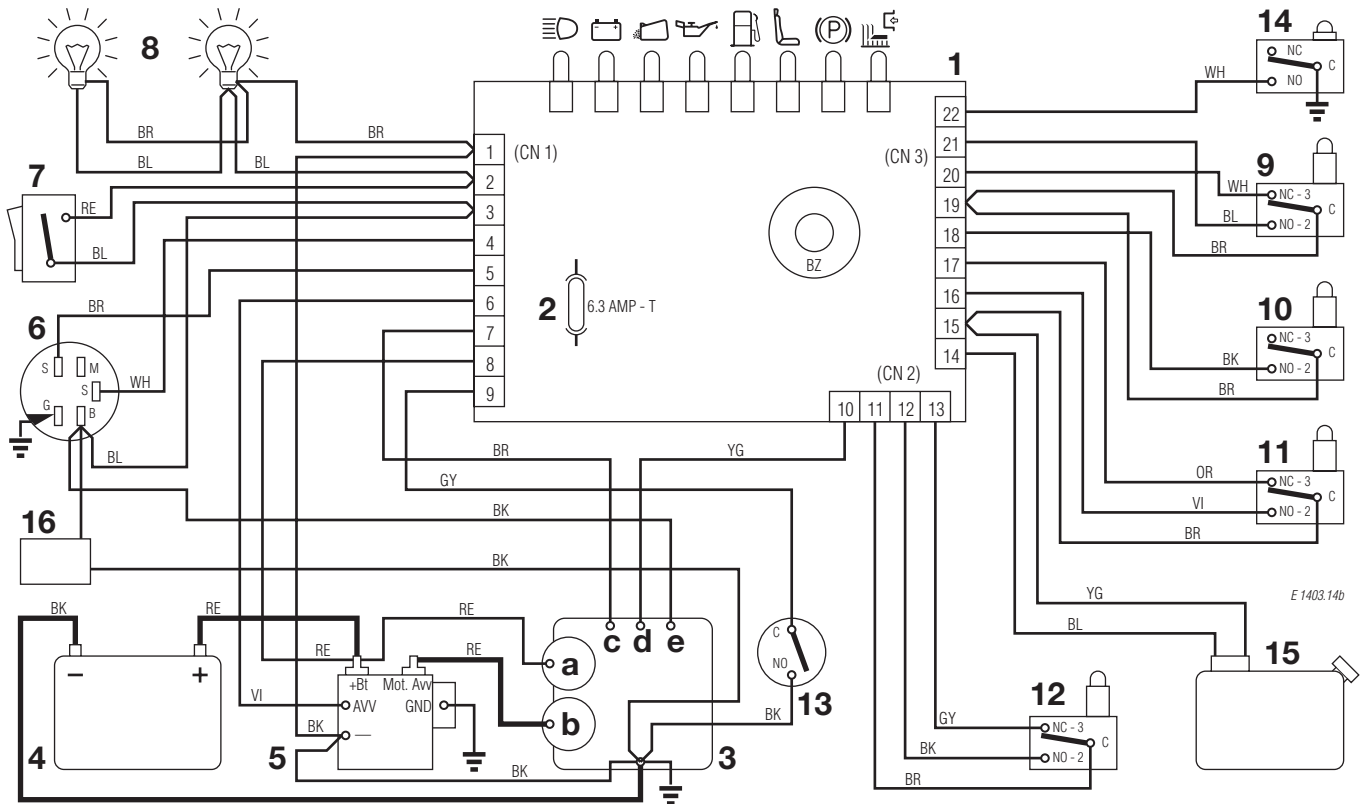 8
P
1
14
NC
C
NO
WH
22
BR
BR
1
(CN 1)
(CN 3)
21
9
BL
BL
2
20
WH
NC - 3
C
7
RE
3
19
BL
NO - 2
BL
4
18
BR
BZ
5
17
2
6.3 AMP - T
6
BR
6
16
10
NC - 3
C
7
15
BK
NO - 2
S
M
8
14
BR
S
WH
(CN 2)
9
G
B
10
11
12
13
11
BL
BR
YG
OR
NC - 3
C
GY
VI
NO - 2
16
BK
BR
BK
YG
E 1403.14b
BK
RE
RE
BL
RE
RE
c
d
e
C
15
–
+
a
NO
12
+Bt
Mot. Avv
13
VI
AVV
GND
b
BK
GY
NC - 3
C
BK
—
BK
NO - 2
4
5
BK
3
BR